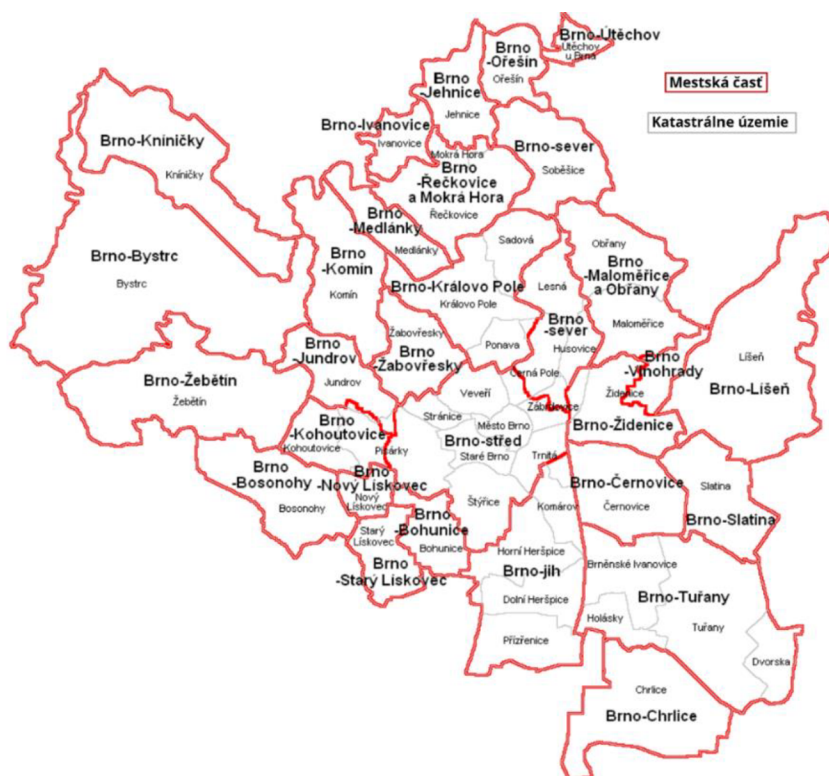 Brno-Útěchov
Útěchov
u Brna
Brno
-Ořešín
Ořešín
Brno
-Jehnice
Jehnice
Mestská časť
Katastrálne územie
Brno-Ivanovice
Ivanovice
Mokrá Hora
Brno-sever
Soběšice
Brno-Kníničky
Kníničky
Brno
-Řečkovice
a Mokrá Hora
Řečkovice
Brno
-Medlánky
Medlánky
Sadová
Obřany
Brno
-Maloměřice
a Obřany
Maloměřice
Brno-Bystrc
Bystrc
Brno
-Komín
Komín
Brno-Královo Pole
Královo Pole
Lesná
Brno
-sever
Husovice
Ponava
Žabovřesky
Brno
-Žabovřesky
Brno
-Jundrov
Jundrov
Černá Pole
Brno
-Vinohrady
Židenice
Líšeň
Brno-Líšeň
Brno-Žebětín
Žebětín
Veveří
Zábrdovice
Stránice
Město Brno
Brno-Židenice
Brno
-Kohoutovice
Kohoutovice
Pisárky
Brno-střed
Staré Brno
Trnitá
Brno
-Bosonohy
Bosonohy
Brno
-Nový Lískovec
Nový
Lískovec
Štýřice
Komárov
Brno-Černovice
Černovice
Slatina
Brno-Slatina
Brno
-Bohunice
Bohunice
Starý
Lískovec
Brno
-Starý Lískovec
Horní Heršpice
Brno-jih
Dolní Heršpice
Přízřenice
Brněnské Ivanovice
Brno-Tuřany
Tuřany
Holásky
Dvorska
Chrlice
Brno-Chrlice